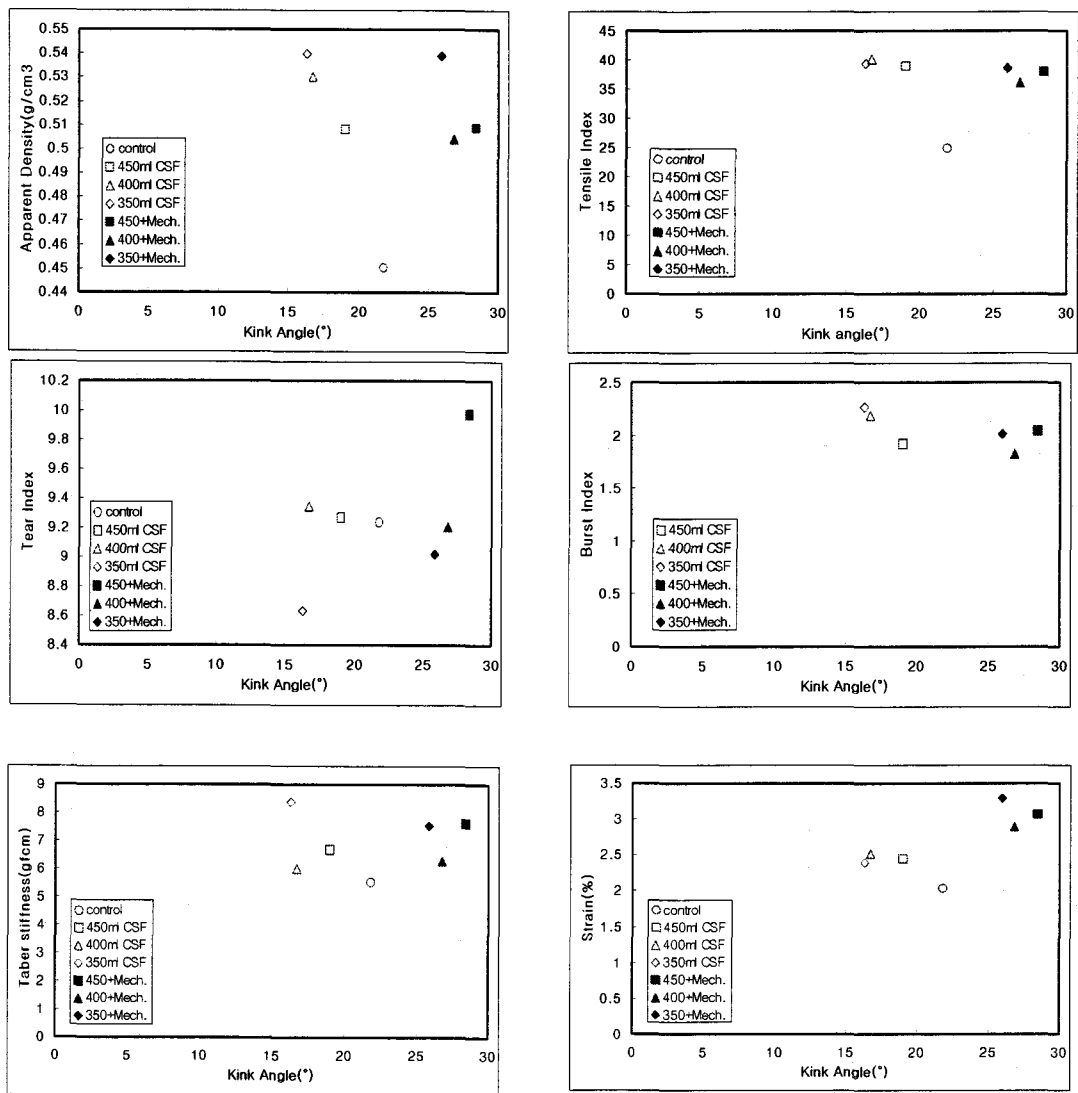 0.55
0.54
0.53
0.52
0.51
0.5
0.49
0.48
0.47
0.46
0.45
0.44
Apparent Density(g/cm3
control
450ml CSF
400ml CSF
350ml CSF
450+Mech.
400+Mech.
350+Mech.
0 5 10 15 20 25 30
Kink Angle(°)
45
40
35
30
25
20
15
10
5
0
Tensile Index
control
450ml CSF
400ml CSF
350ml CSF
450+Mech.
400+Mech.
350+Mech.
0 5 10 15 20 25 30
Kink angle(°)
10.2
10
9.8
9.6
9.4
9.2
9
8.8
8.6
8.4
Tear Index
control
450ml CSF
400ml CSF
350ml CSF
450+Mech.
400+Mech.
350+Mech.
0 5 10 15 20 25 30
Kink Angle(°)
2.5
2
1.5
1
0.5
0
Burst Index
450ml CSF
400ml CSF
350ml CSF
450+Mech.
400+Mech.
350+Mech.
0 5 10 15 20 25 30
Kink Angle(°)
9
8
7
6
5
4
3
2
1
0
Taber stiffness(gfcm)
control
450ml CSF
400ml CSF
350ml CSF
450+Mech.
400+Mech.
350+Mech.
0 5 10 15 20 25 30
Kink Angle(°)
3.5
3
2.5
2
1.5
1
0.5
0
Strain(%)
control
450ml CSF
400ml CSF
350ml CSF
450+Mech.
400+Mech.
350+Mech.
0 5 10 15 20 25 30
Kink Angle(°)